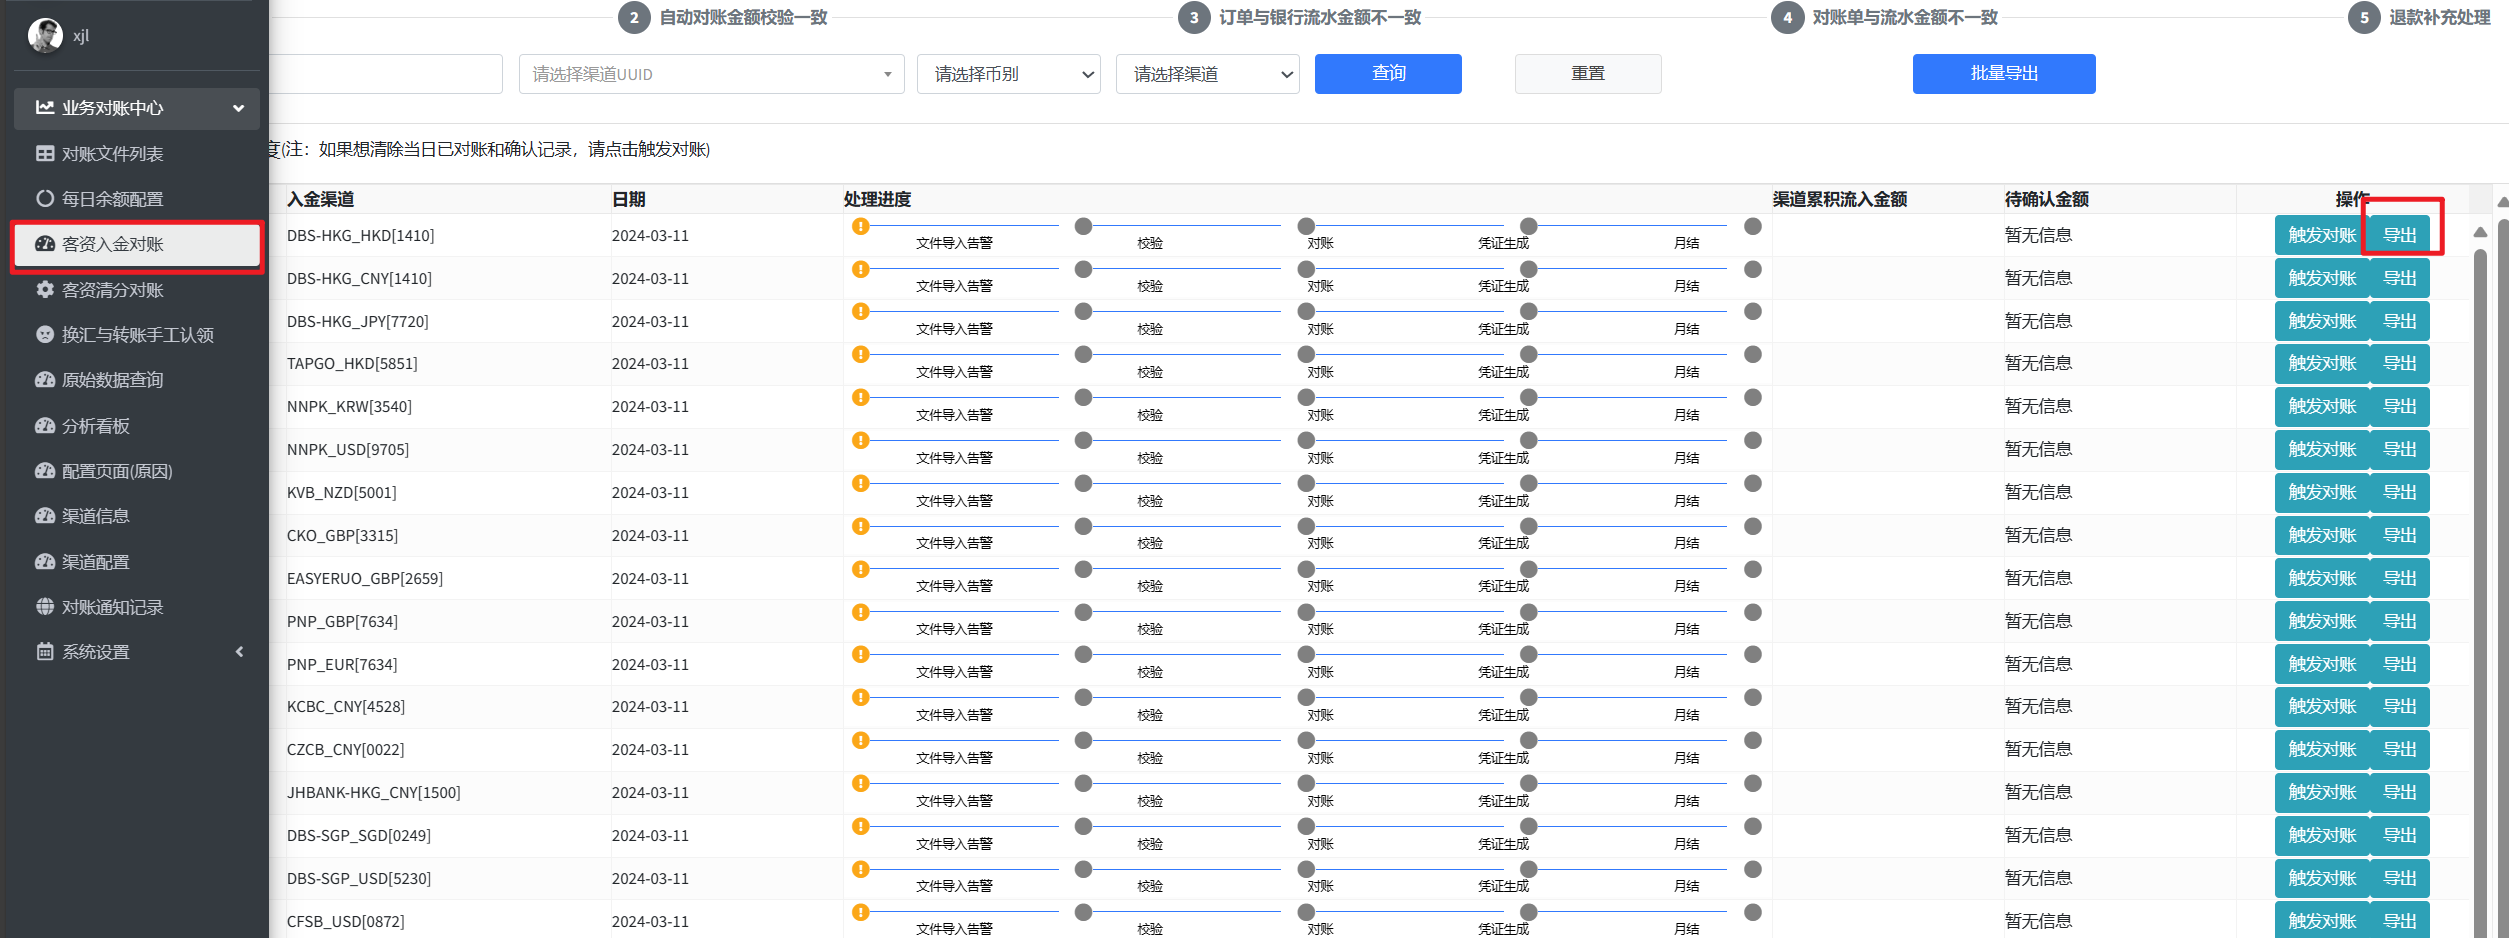 2 自动对账金额校验一致 3 订单与银行流水金额不一致 4 对账单与流水金额不一致 5 退款补充处理
xjl
请选择渠道UUID 请选择币别 请选择渠道 查询 重置 批量导出
业务对账中心
对账文件列表
每日余额配置
客资入金对账
客资清分对账
换汇与转账手工认领
原始数据查询
分析看板
配置页面(原因)
渠道信息
渠道配置
对账通知记录
系统设置
度(注：如果想清除当日已对账和确认记录，请点击触发对账)
入金渠道 日期 处理进度 渠道累积流入金额 待确认金额 操作
DBS-HKG_HKD[1410] 2024-03-11 文件导入告警 校验 对账 凭证生成 月结 暂无信息 触发对账 导出
DBS-HKG_CNY[1410] 2024-03-11 文件导入告警 校验 对账 凭证生成 月结 暂无信息 触发对账 导出
DBS-HKG_JPY[7720] 2024-03-11 文件导入告警 校验 对账 凭证生成 月结 暂无信息 触发对账 导出
TAPGO_HKD[5851] 2024-03-11 文件导入告警 校验 对账 凭证生成 月结 暂无信息 触发对账 导出
NNPK_KRW[3540] 2024-03-11 文件导入告警 校验 对账 凭证生成 月结 暂无信息 触发对账 导出
NNPK_USD[9705] 2024-03-11 文件导入告警 校验 对账 凭证生成 月结 暂无信息 触发对账 导出
KVB_NZD[5001] 2024-03-11 文件导入告警 校验 对账 凭证生成 月结 暂无信息 触发对账 导出
CKO_GBP[3315] 2024-03-11 文件导入告警 校验 对账 凭证生成 月结 暂无信息 触发对账 导出
EASYERUO_GBP[2659] 2024-03-11 文件导入告警 校验 对账 凭证生成 月结 暂无信息 触发对账 导出
PNP_GBP[7634] 2024-03-11 文件导入告警 校验 对账 凭证生成 月结 暂无信息 触发对账 导出
PNP_EUR[7634] 2024-03-11 文件导入告警 校验 对账 凭证生成 月结 暂无信息 触发对账 导出
KCBC_CNY[4528] 2024-03-11 文件导入告警 校验 对账 凭证生成 月结 暂无信息 触发对账 导出
CZCB_CNY[0022] 2024-03-11 文件导入告警 校验 对账 凭证生成 月结 暂无信息 触发对账 导出
JHBANK-HKG_CNY[1500] 2024-03-11 文件导入告警 校验 对账 凭证生成 月结 暂无信息 触发对账 导出
DBS-SGP_SGD[0249] 2024-03-11 文件导入告警 校验 对账 凭证生成 月结 暂无信息 触发对账 导出
DBS-SGP_USD[5230] 2024-03-11 文件导入告警 校验 对账 凭证生成 月结 暂无信息 触发对账 导出
CFSB_USD[0872] 2024-03-11 文件导入告警 校验 对账 凭证生成 月结 暂无信息 触发对账 导出